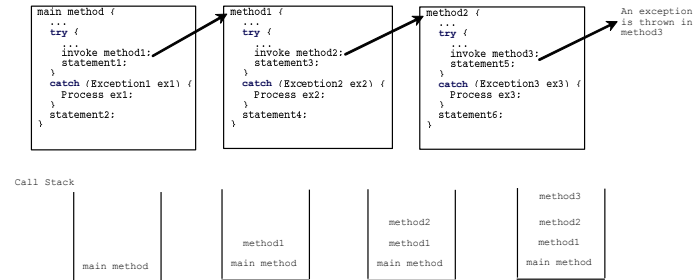 main method {
...
try {
...
invoke method1;
statement1;
}
catch (Exception1 ex1) {
Process ex1;
}
statement2;
}
method1 {
...
try {
...
invoke method2;
statement3;
}
catch (Exception2 ex2) {
Process ex2;
}
statement4;
}
method2 {
...
try {
...
invoke method3;
statement5;
}
catch (Exception3 ex3) {
Process ex3;
}
statement6;
}
An exception
is thrown in
method3
Call Stack
main method
method1
main method
method2
method1
main method
method3
method2
method1
main method